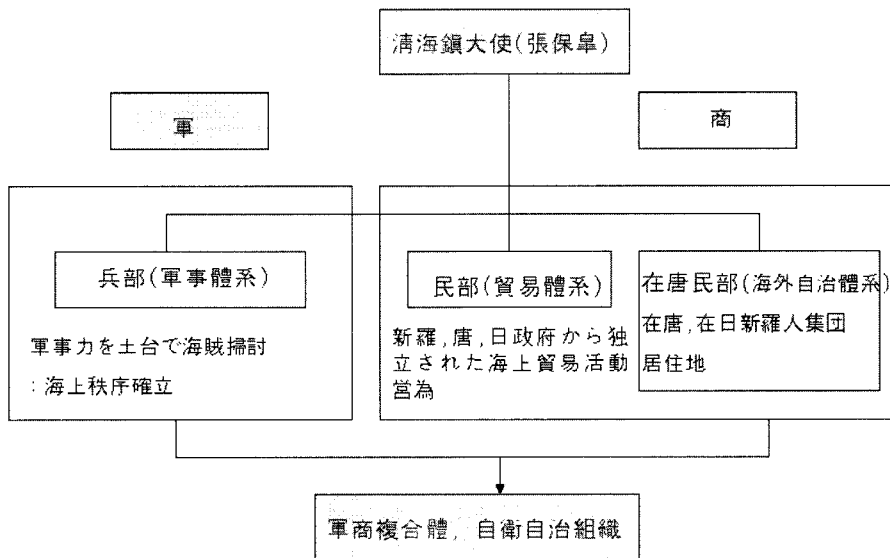 淸海鎭大使(張保皐)
軍
商
兵部(軍事體系)
軍事力を土台で海賊掃討
:海上秩序確立
民部(貿易體系)
新羅,唐,日政府から独
立された海上貿易活動
営為
在唐民部(海外自治體系)
在唐,在日新羅人集団
居住地
軍商複合體, 自衛自治組織